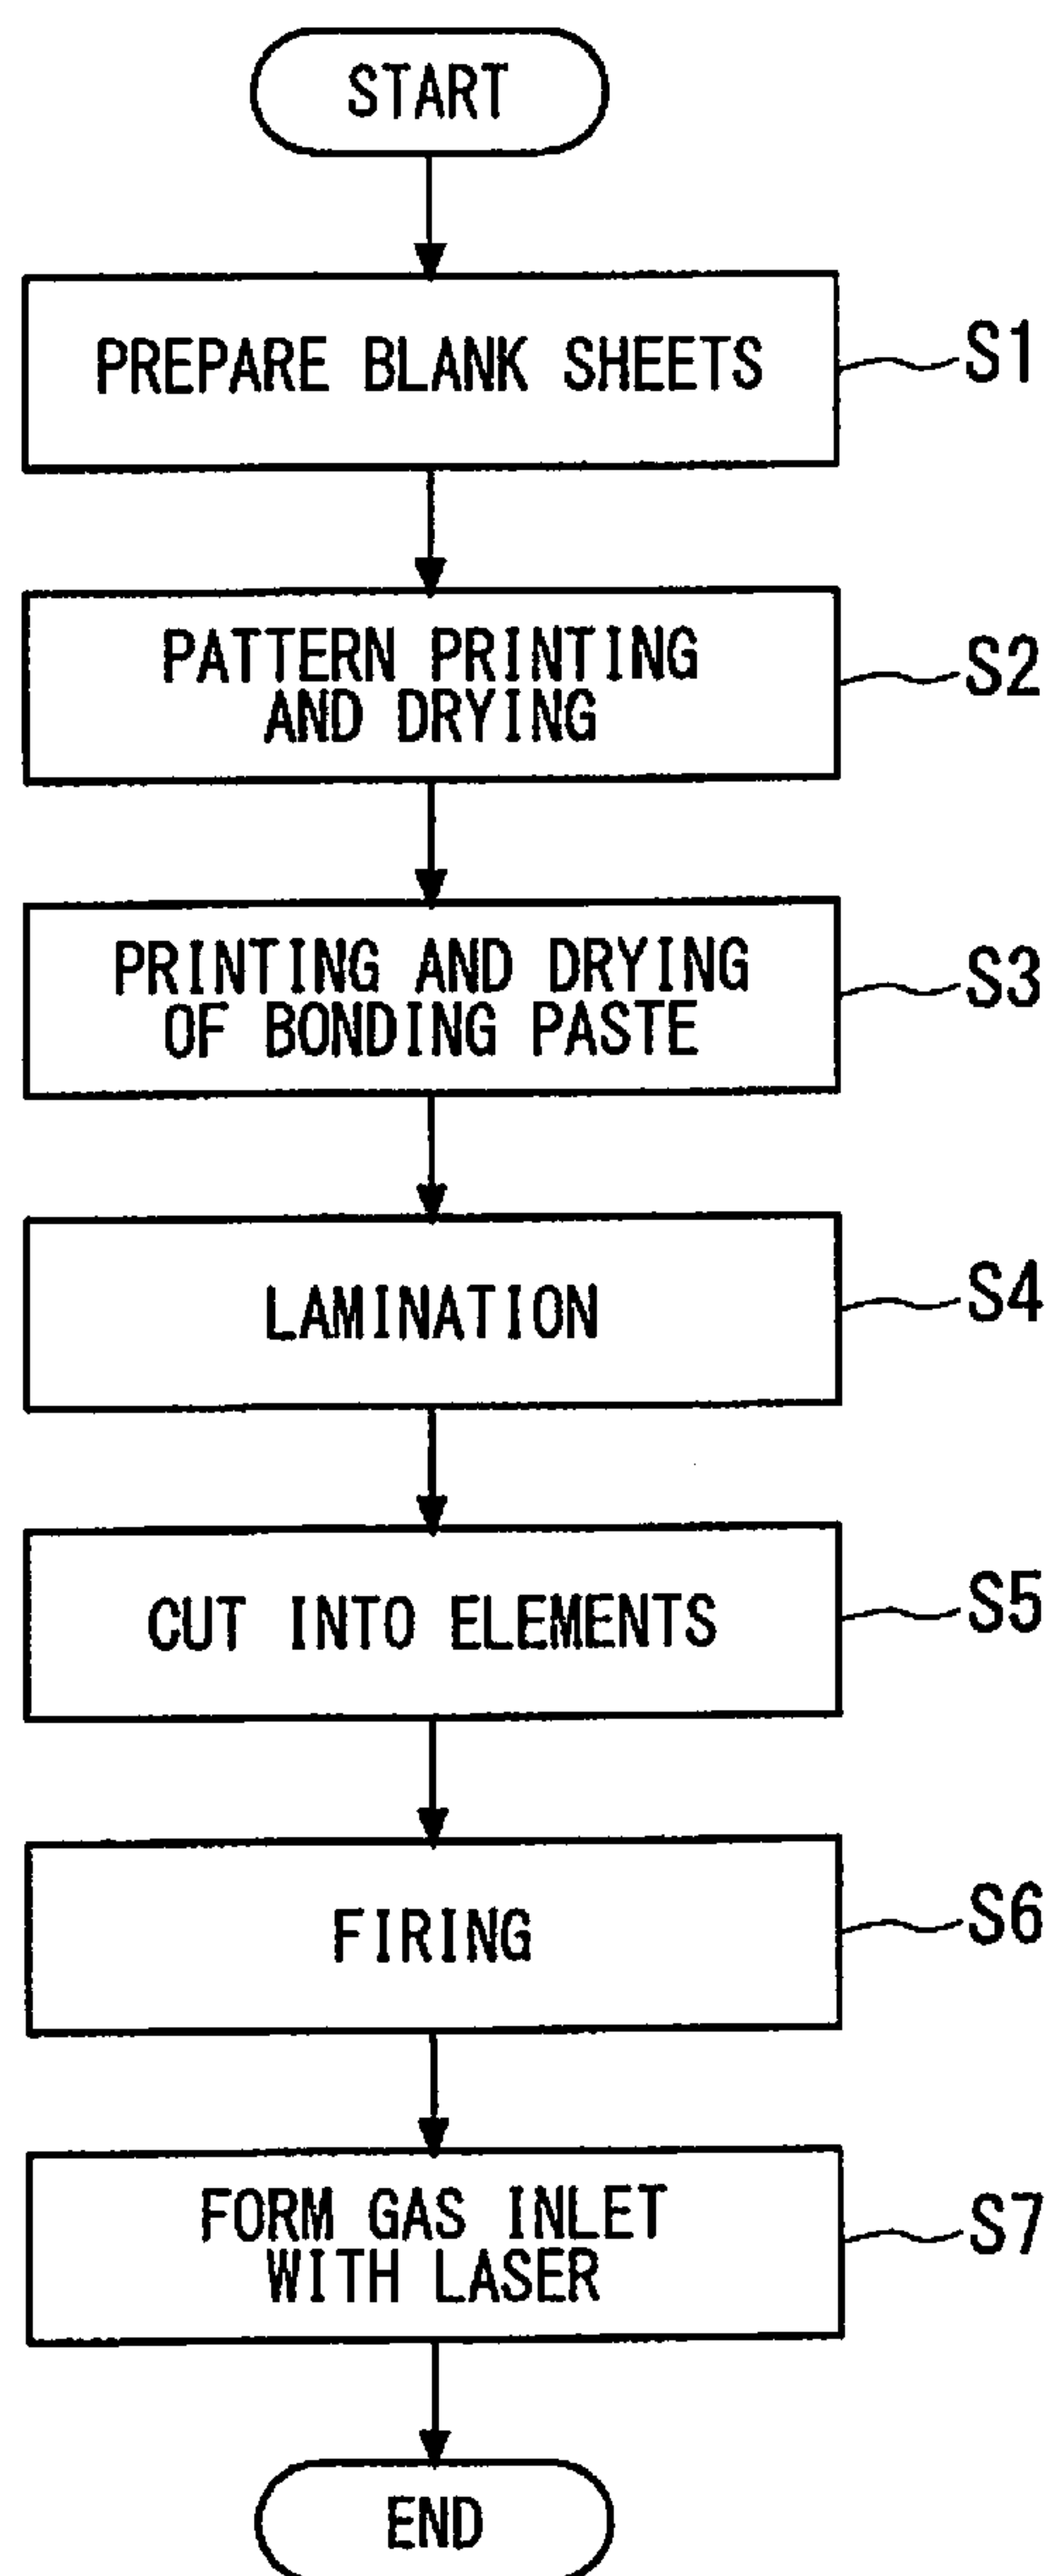 START
PREPARE BLANK SHEETS
S1
PATTERN PRINTING
AND DRYING
S2
PRINTING AND DRYING
OF BONDING PASTE
S3
LAMINATION
S4
CUT INTO ELEMENTS
S5
FIRING
S6
FORM GAS INLET
WITH LASER
S7
END